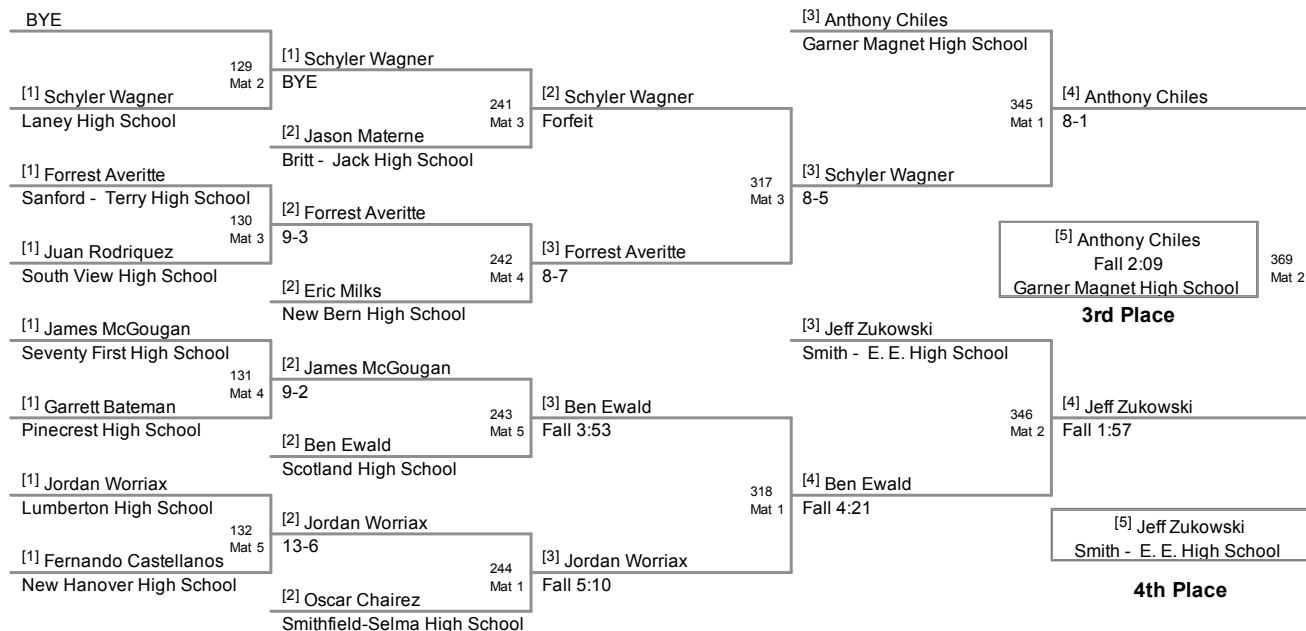 BYE
129
Mat 2
[1] Schyler Wagner
Laney High School
[1] Forrest Averitte
Sanford - Terry High School
130
Mat 3
[1] Juan Rodriquez
South View High School
[1] James McGougan
Seventy First High School
131
Mat 4
[1] Garrett Bateman
Pinecrest High School
[1] Jordan Worriax
Lumberton High School
132
Mat 5
[1] Fernando Castellanos
New Hanover High School
[1] Schyler Wagner
BYE
241
Mat 3
[2] Jason Materne
Britt - Jack High School
[2] Forrest Averitte
9-3
242
Mat 4
[2] Eric Milks
New Bern High School
[2] James McGougan
9-2
243
Mat 5
[2] Ben Ewald
Scotland High School
[2] Jordan Worriax
13-6
244
Mat 1
[2] Oscar Chairez
Smithfield-Selma High School
[2] Schyler Wagner
Forfeit
317
Mat 3
[3] Forrest Averitte
8-7
[3] Ben Ewald
Fall 3:53
318
Mat 1
[3] Jordan Worriax
Fall 5:10
[3] Anthony Chiles
Garner Magnet High School
345
Mat 1
[3] Schyler Wagner
8-5
[3] Jeff Zukowski
Smith - E. E. High School
346
Mat 2
[4] Ben Ewald
Fall 4:21
[4] Anthony Chiles
8-1
[5] Anthony Chiles
Fall 2:09
Garner Magnet High School
369
Mat 2
3rd Place
[4] Jeff Zukowski
Fall 1:57
[5] Jeff Zukowski
Smith - E. E. High School
4th Place